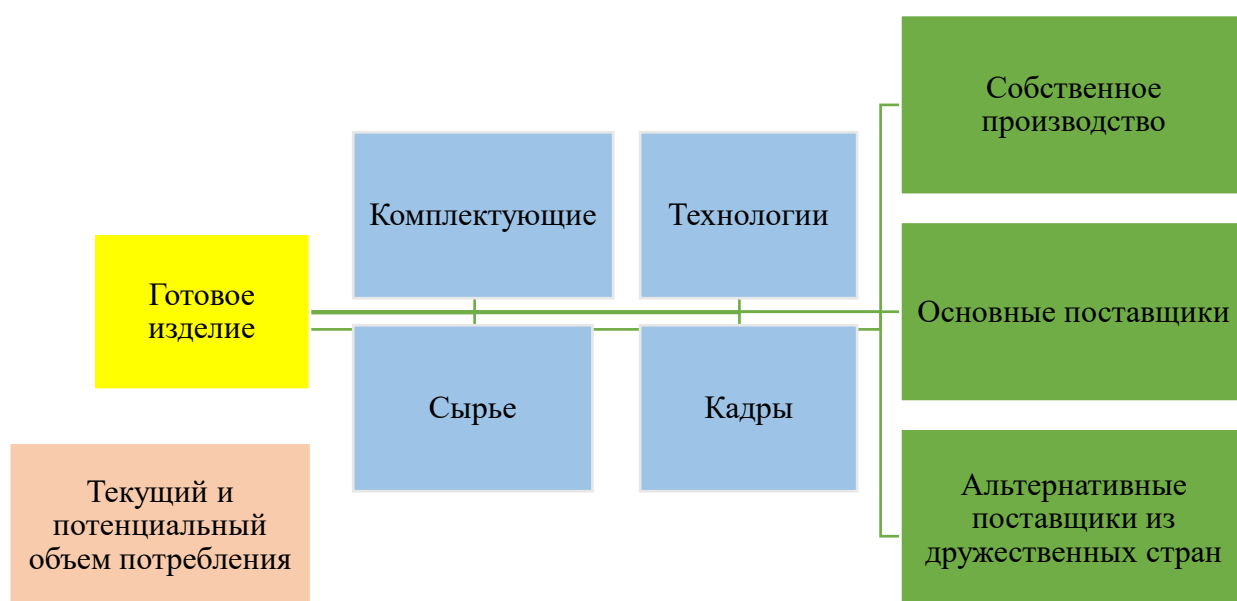 Готовое
изделие
Текущий и
потенциальный
объем потребления
Комплектующие
Технологии
Сырье
Кадры
Собственное
производство
Основные поставщики
Альтернативные
поставщики из
дружественных стран